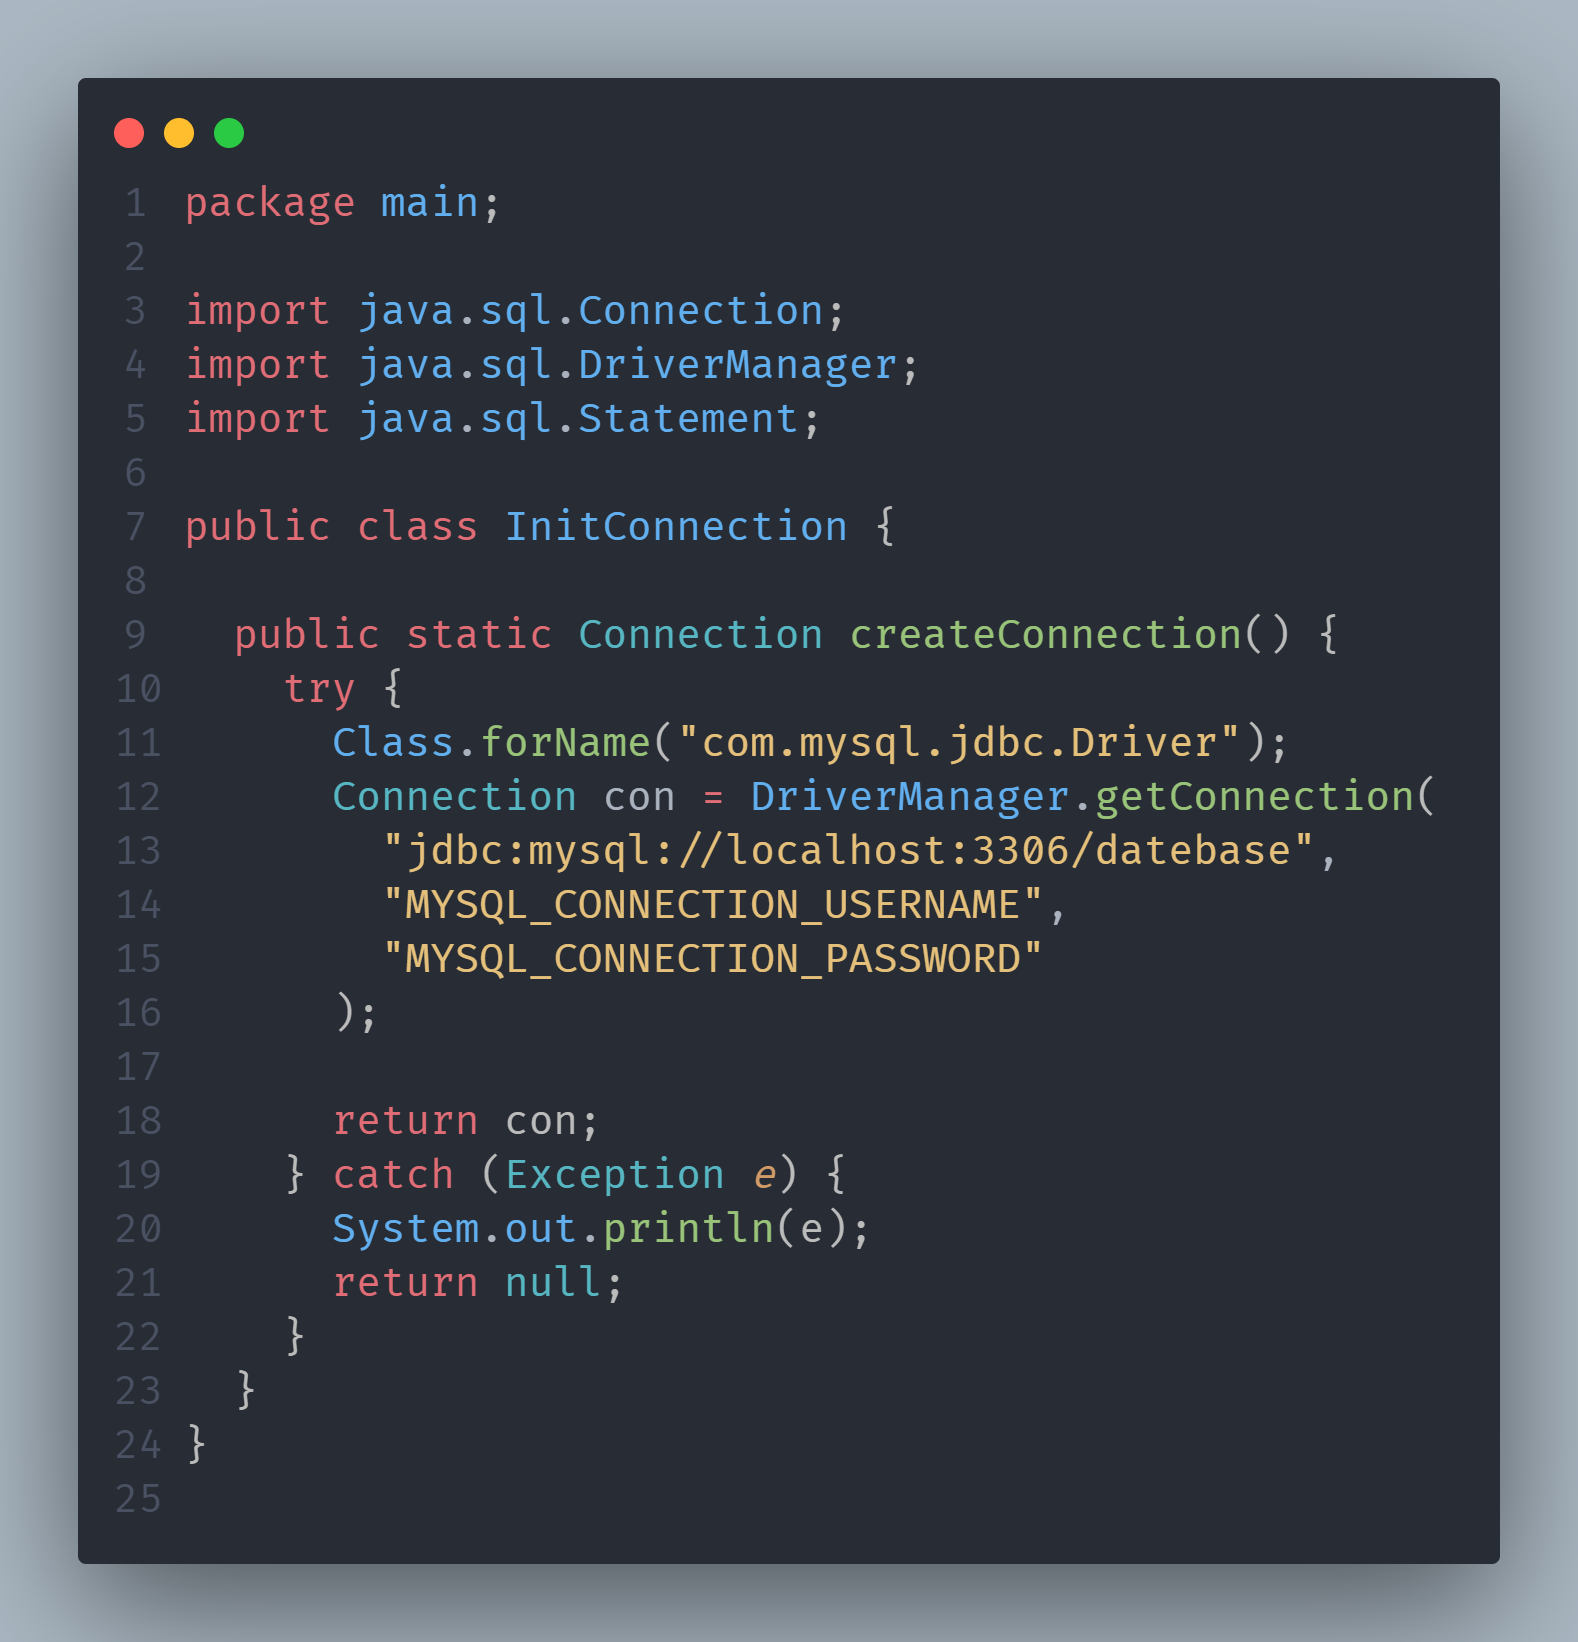 1 package main;
2
3 import java.sql.Connection;
4 import java.sql.DriverManager;
5 import java.sql.Statement;
6
7 public class InitConnection {
8
9   public static Connection createConnection() {
10     try {
11       Class.forName("com.mysql.jdbc.Driver");
12       Connection con = DriverManager.getConnection(
13         "jdbc:mysql://localhost:3306/datebase",
14         "MYSQL_CONNECTION_USERNAME",
15         "MYSQL_CONNECTION_PASSWORD"
16       );
17
18       return con;
19     } catch (Exception e) {
20       System.out.println(e);
21       return null;
22     }
23   }
24 }
25